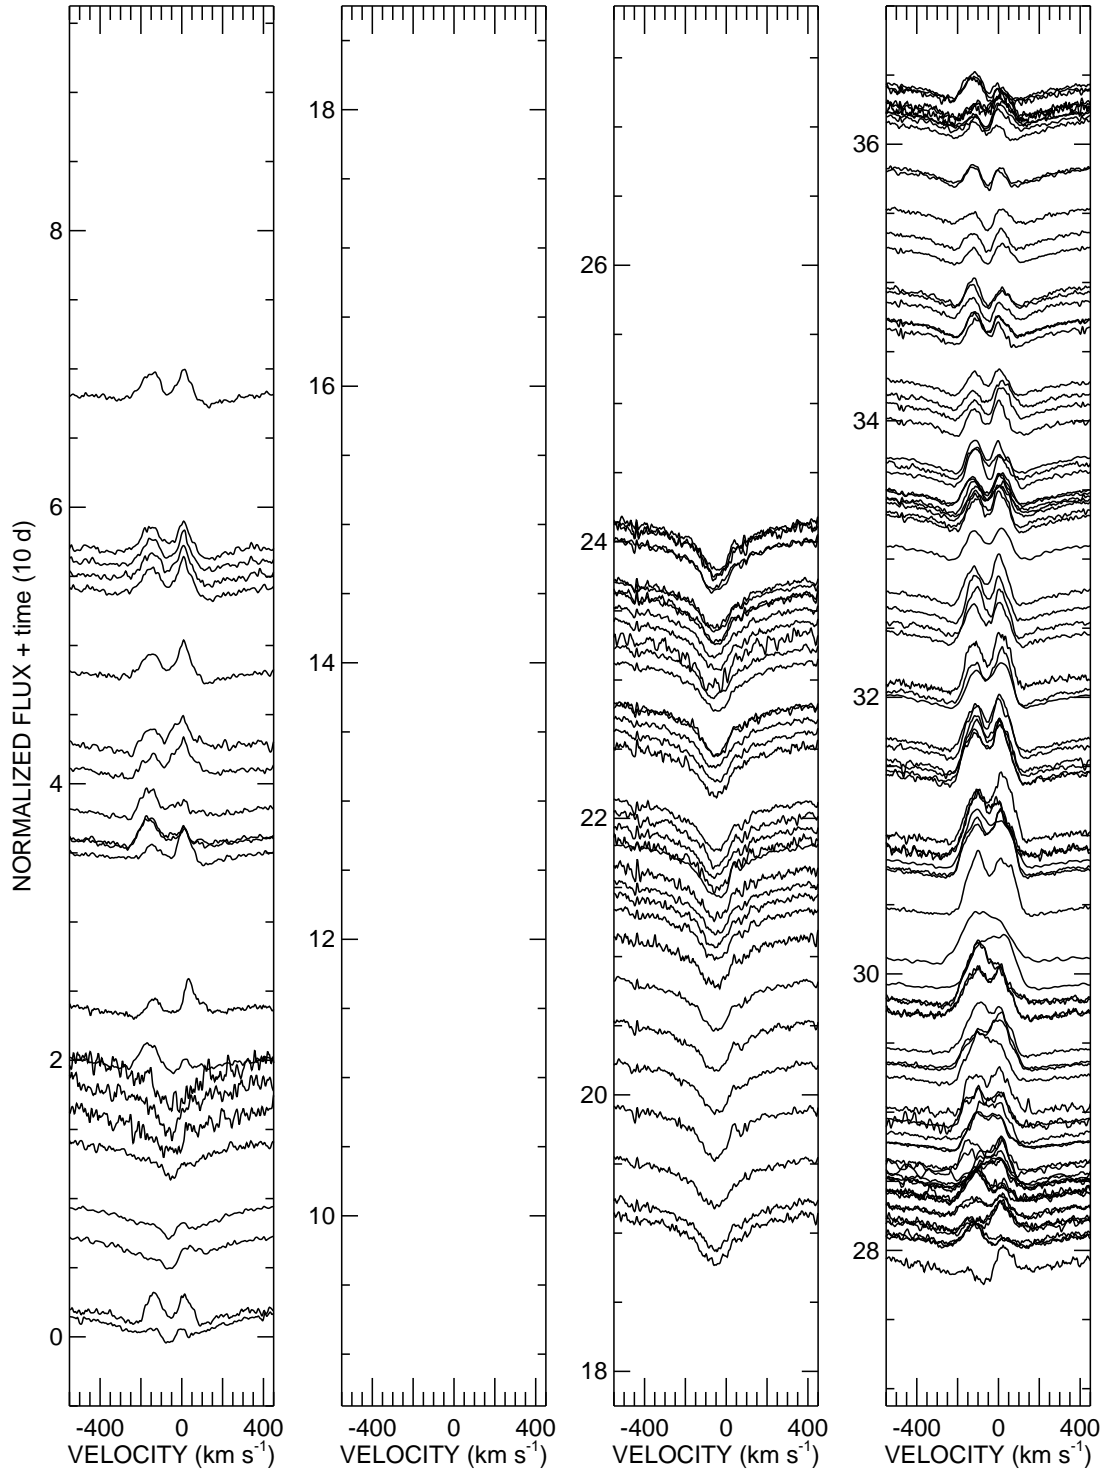 NORMALIZED FLUX + time (10 d)
8
6
4
2
0
18
16
14
12
10
26
24
22
20
18
36
34
32
30
28
-400 0 400
-400 0 400
-400 0 400
-400 0 400
VELOCITY (km s⁻¹)
VELOCITY (km s⁻¹)
VELOCITY (km s⁻¹)
VELOCITY (km s⁻¹)